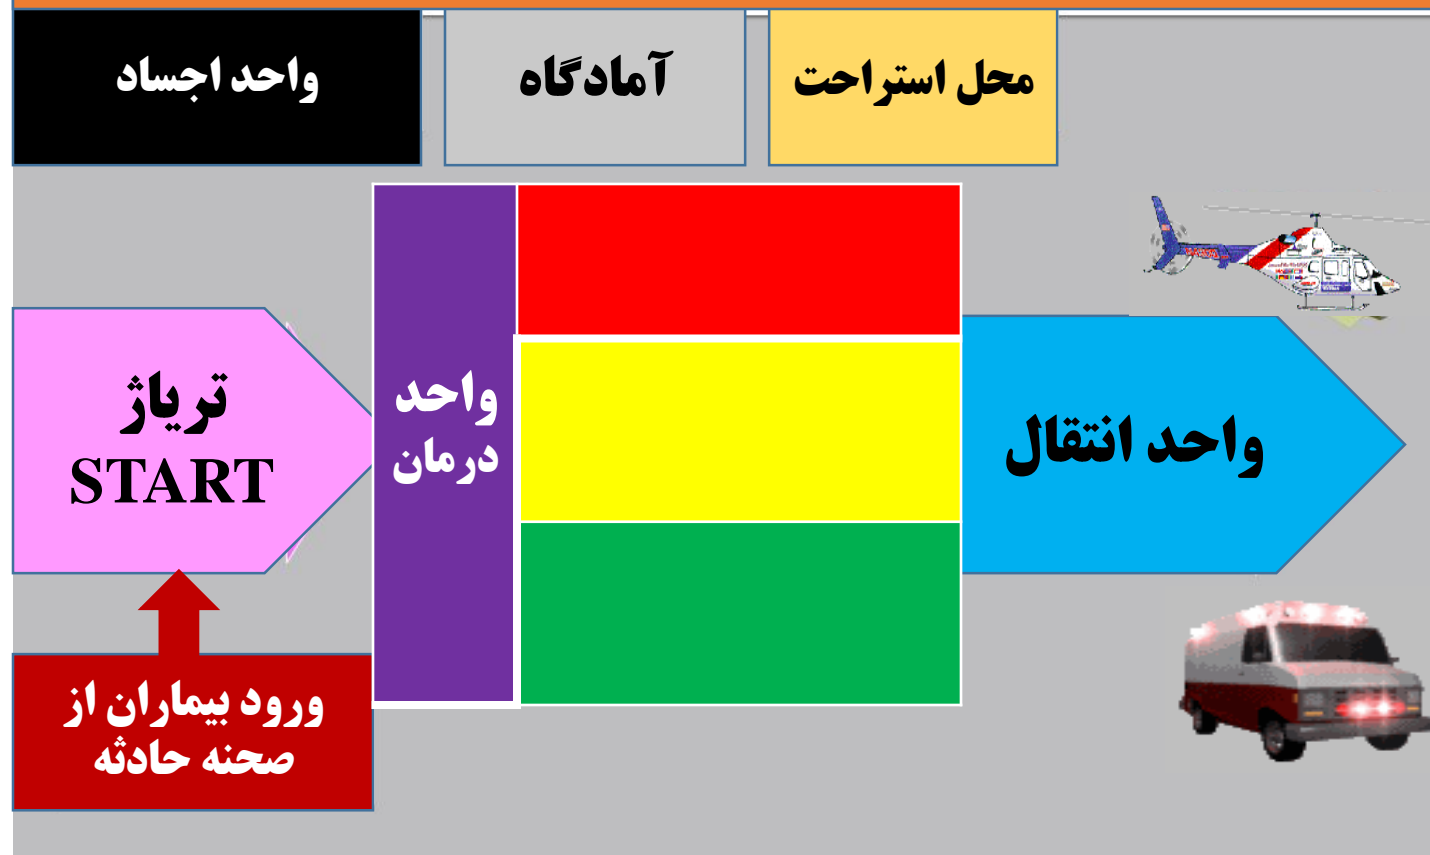 محل استراحت
آمادگاه
واحد اجساد
تریاژ
START
واحد
درمان
واحد انتقال
ورود بیماران از
صحنه حادثه